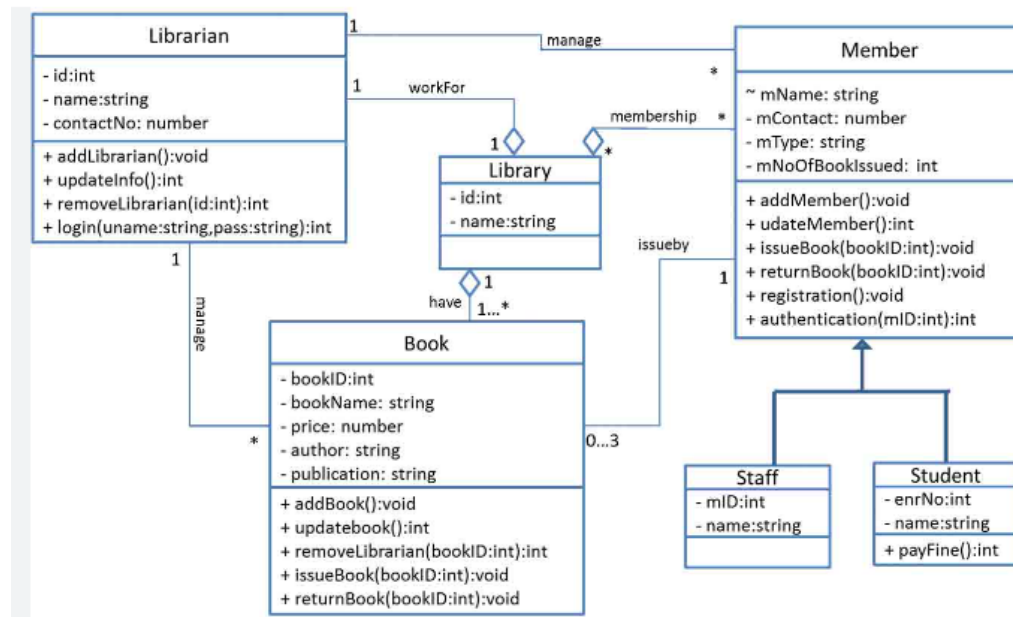 Librarian
- id:int
- name:string
- contactNo: number
+ addLibrarian():void
+ updateInfo():int
+ removeLibrarian(id:int):int
+ login(uname:string,pass:string):int
1
manage
*
1
workFor
1
membership
*
*
Member
~ mName: string
- mContact: number
- mType: string
- mNoOfBookIssued: int
+ addMember():void
+ udateMember():int
+ issueBook(bookID:int):void
+ returnBook(bookID:int):void
+ registration():void
+ authentication(mID:int):int
Library
- id:int
- name:string
1
have
1...*
issueby
1
0...3
1
manage
*
Book
- bookID:int
- bookName: string
- price: number
- author: string
- publication: string
+ addBook():void
+ updatebook():int
+ removeLibrarian(bookID:int):int
+ issueBook(bookID:int):void
+ returnBook(bookID:int):void
Staff
- mID:int
- name:string
Student
- enrNo:int
- name:string
+ payFine():int